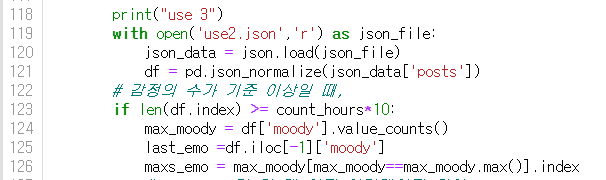 118 print("use 3")
119 with open('use2.json','r') as json_file:
120 json_data = json.load(json_file)
121 df = pd.json_normalize(json_data['posts'])
122 # 감정의 수가 기준 이상일 때,
123 if len(df.index) >= count_hours*10:
124 max_moody = df['moody'].value_counts()
125 last_emo =df.iloc[-1]['moody']
126 maxs_emo = max_moody[max_moody==max_moody.max()].index